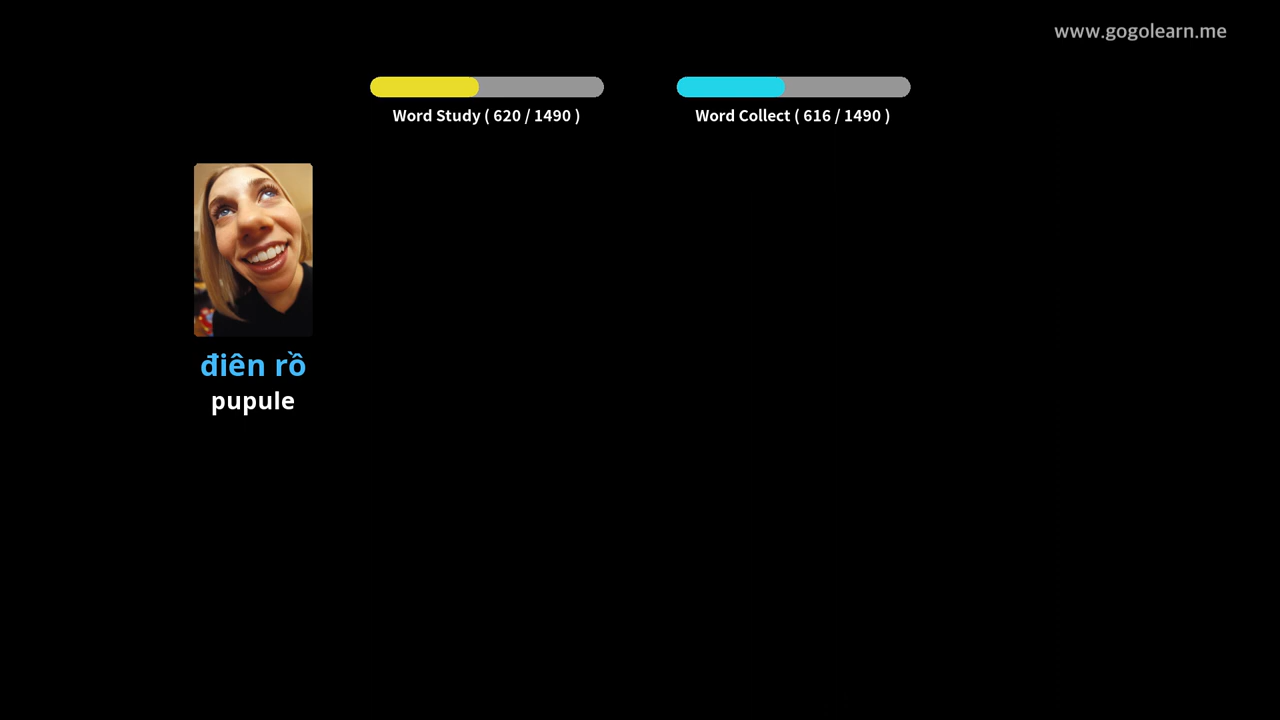 www.gogolearn.me
Word Study ( 620 / 1490 )
Word Collect ( 616 / 1490 )
điên rồ
pupule